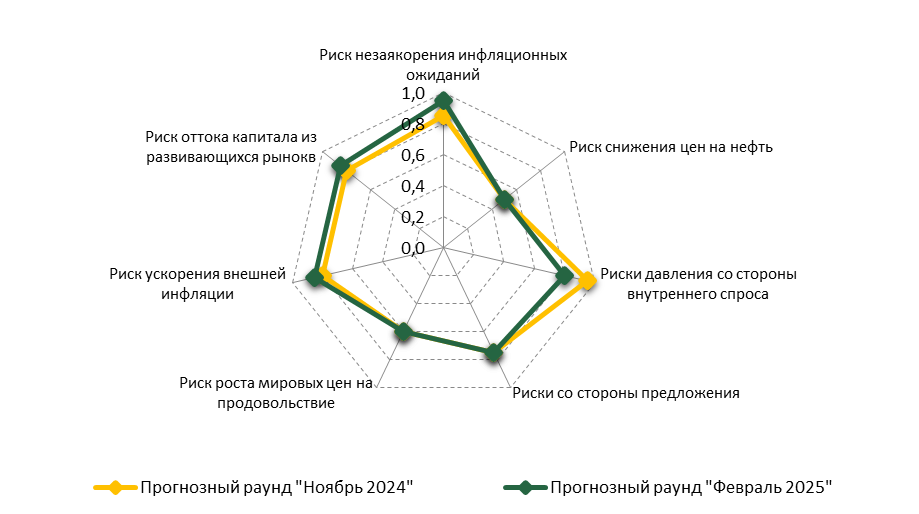 Риск незаякорения инфляционных
ожиданий
1,0
0,8
0,6
0,4
0,2
0,0
Риск снижения цен на нефть
Риски давления со стороны
внутреннего спроса
Риски со стороны предложения
Риск роста мировых цен на
продовольствие
Риск ускорения внешней
инфляции
Риск оттока капитала из
развивающихся рыноков
Прогнозный раунд "Ноябрь 2024"
Прогнозный раунд "Февраль 2025"